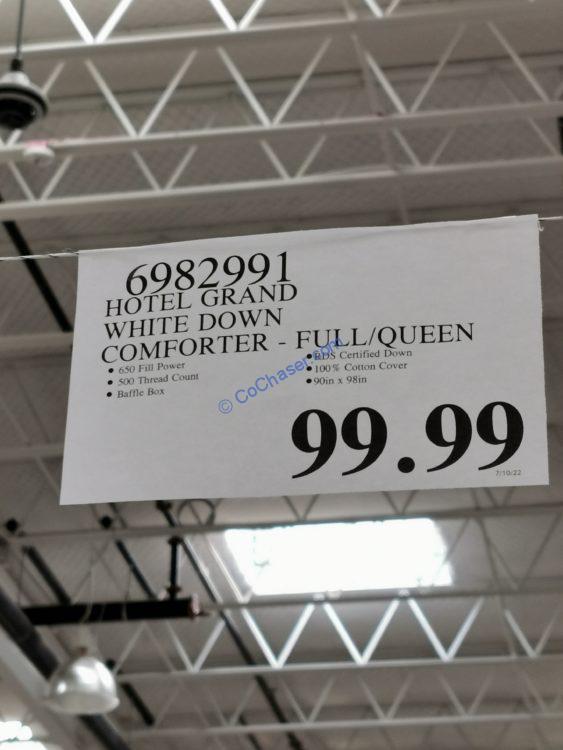 6982991
HOTEL GRAND
WHITE DOWN
COMFORTER - FULL/QUEEN
• 650 Fill Power
• 500 Thread Count
• Baffle Box
• RDS Certified Down
• 100% Cotton Cover
• 90in x 98in
© CoChaser.com
99.99
7/10/22